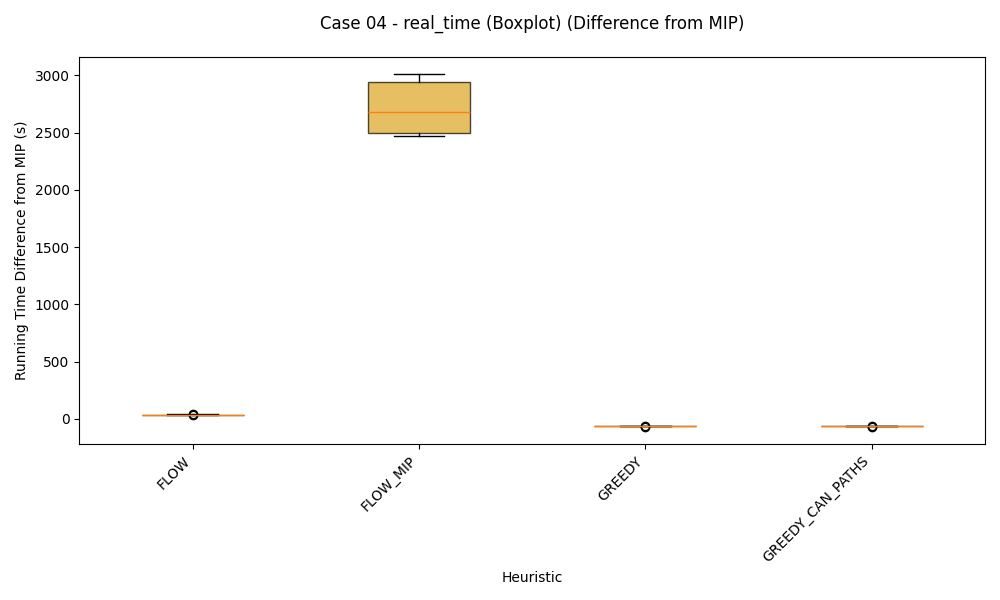 Case 04 - real_time (Boxplot) (Difference from MIP)
Running Time Difference from MIP (s)
3000
2500
2000
1500
1000
500
0
FLOW
FLOW_MIP
GREEDY
GREEDY_CAN_PATHS
Heuristic